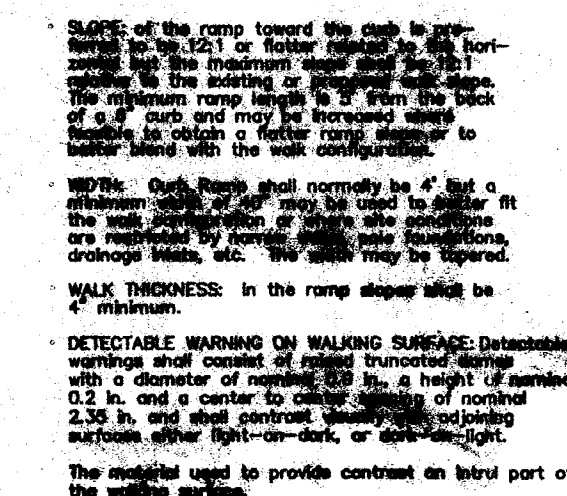 SLOPE: of the ramp toward the curb is pre-
ferred to be 12:1 or flatter related to the hori-
zontal but the maximum slope shall be 12:1
relative to the existing or proposed walk slope.
The minimum ramp length is 5' from the back
of a 6" curb and may be increased where
feasible to obtain a flatter ramp slope or to
better blend with the walk configuration.
WIDTH: Curb Ramp shall normally be 4' but a
minimum width of 40" may be used to better fit
the walk configuration or where site conditions
are restricted by narrow pole foundations,
drainage inlets, etc. The width may be tapered.
WALK THICKNESS: In the ramp slopes shall be
4" minimum.
DETECTABLE WARNING ON WALKING SURFACE: Detectable
warnings shall consist of raised truncated domes
with a diameter of nominal 0.9 in., a height of nomin
0.2 in. and a center to center spacing of nominal
2.35 in. and shall contrast visually with adjoining
surfaces either light-on-dark, or dark-on-light.
The material used to provide contrast an intrul part of
the walking surface.